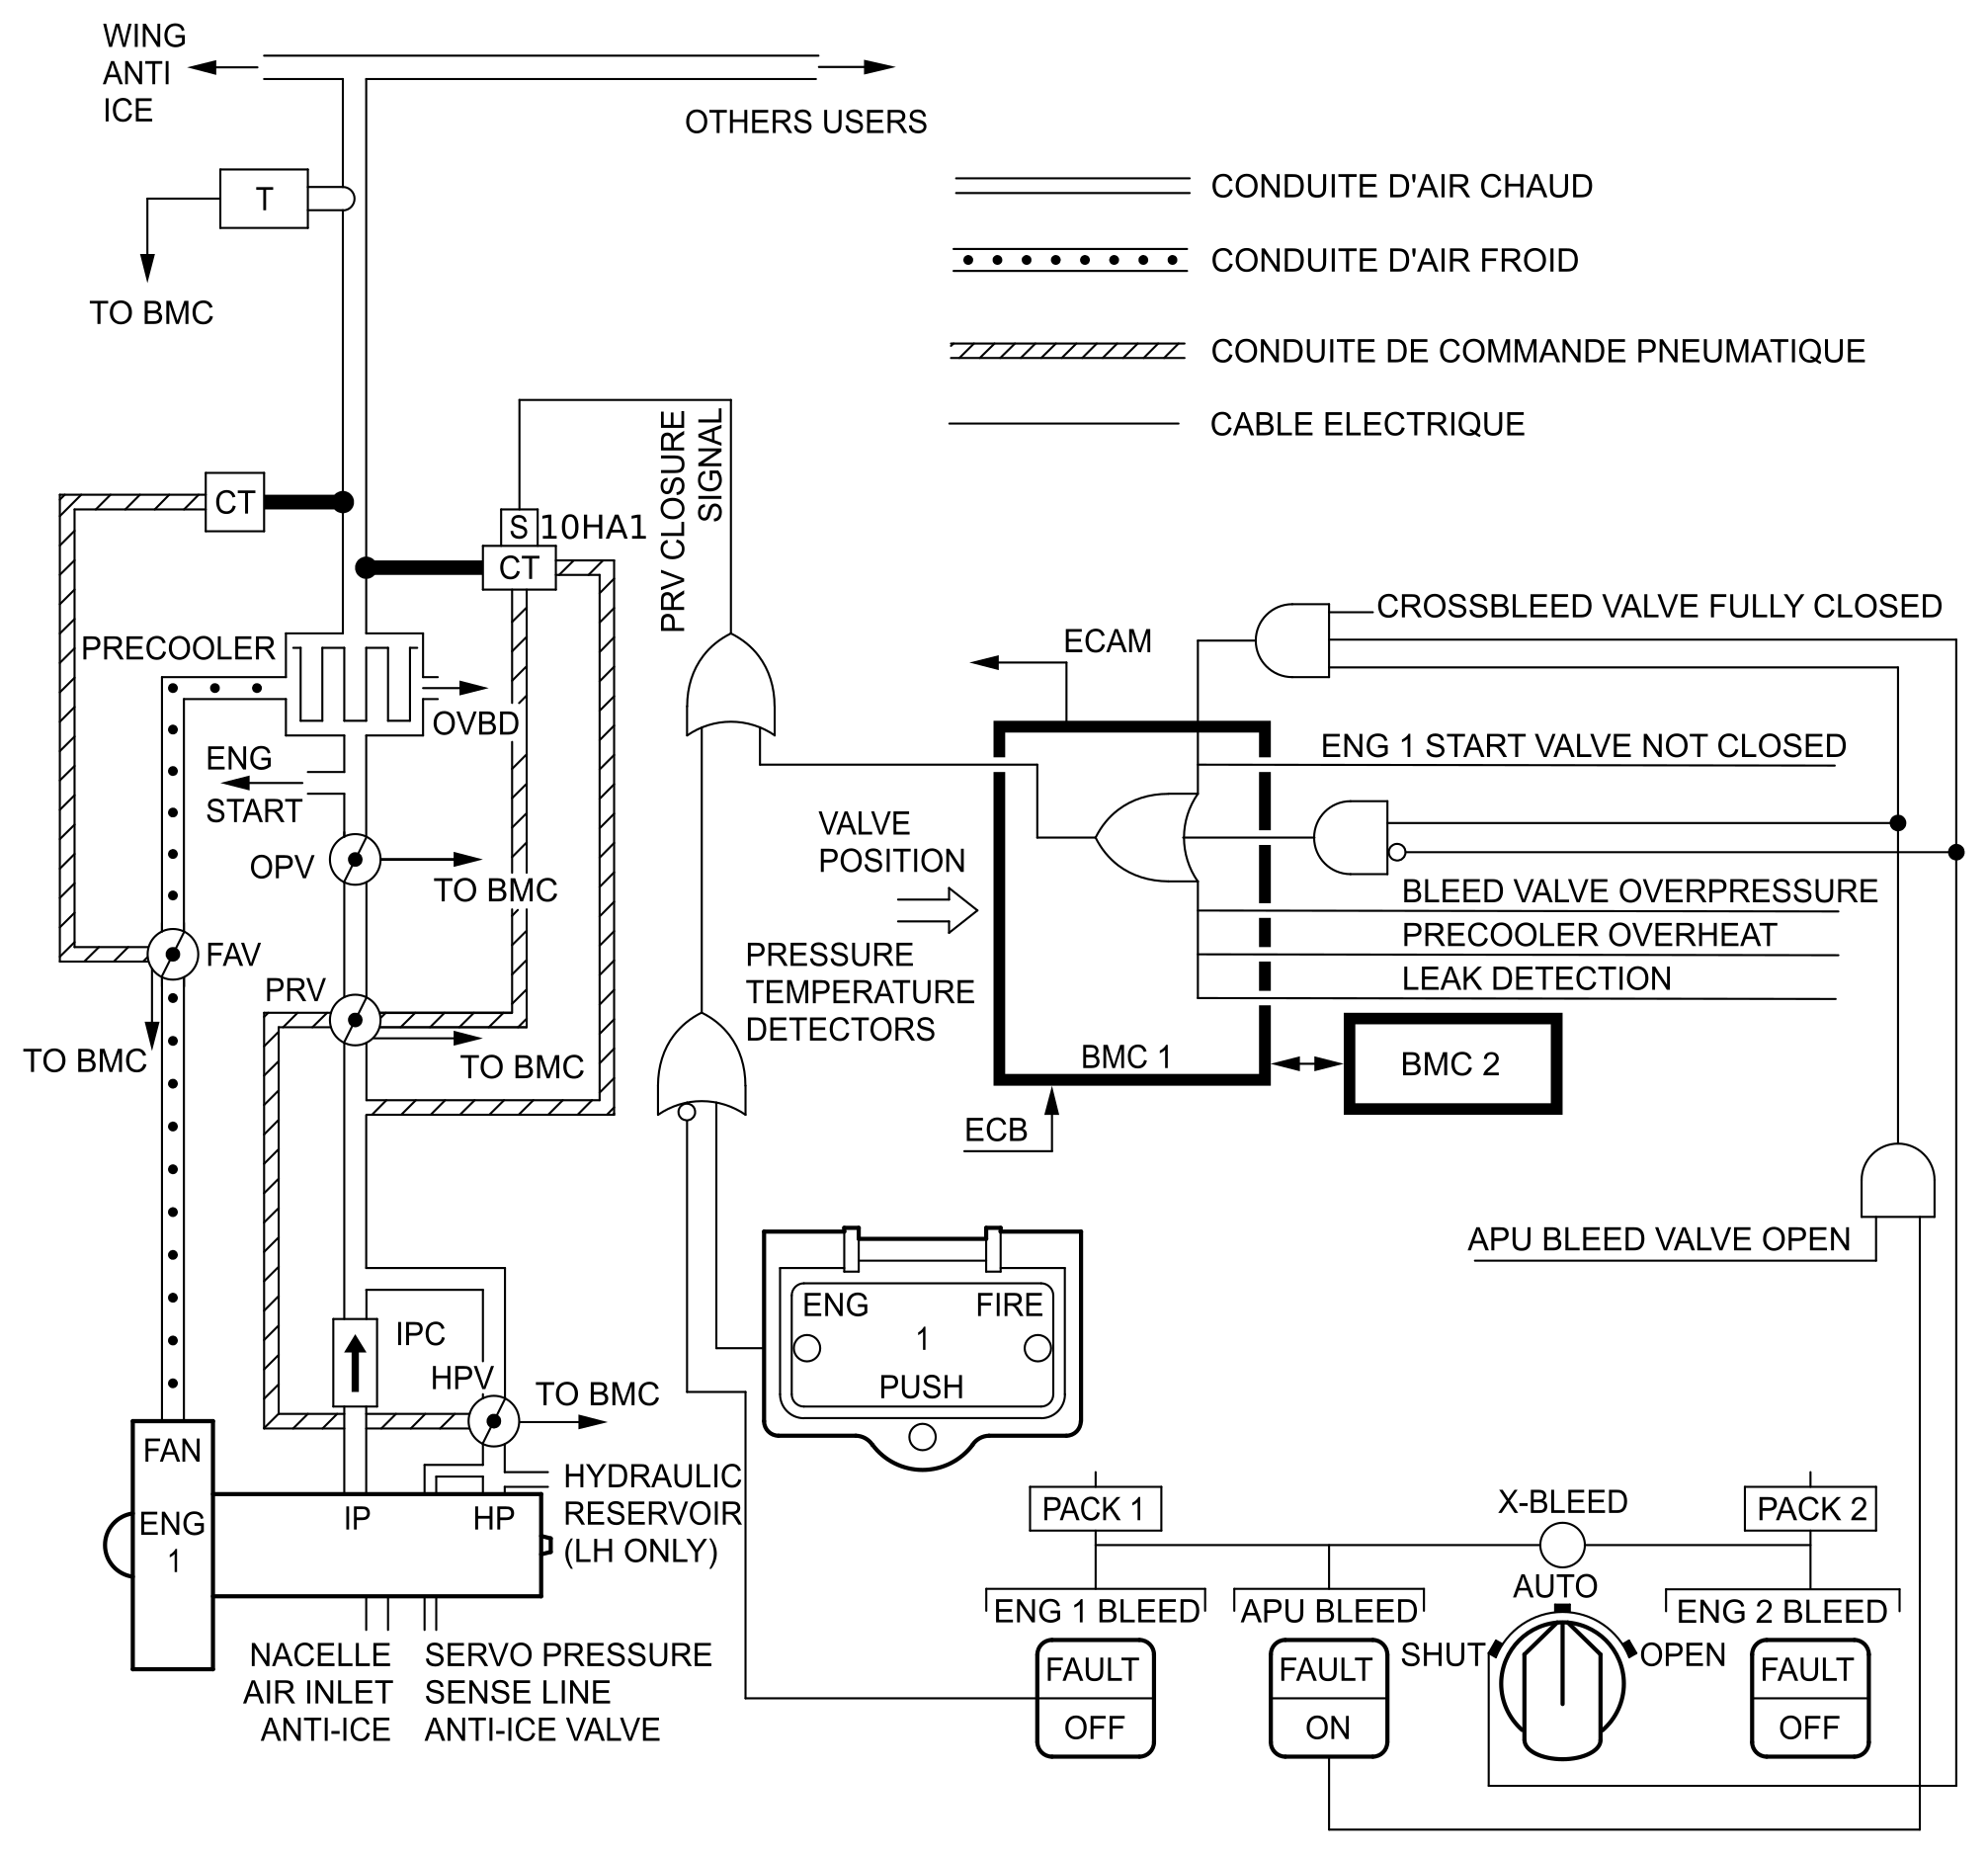 WING
ANTI
ICE
OTHERS USERS
T
TO BMC
CONDUITE D'AIR CHAUD
CONDUITE D'AIR FROID
CONDUITE DE COMMANDE PNEUMATIQUE
CABLE ELECTRIQUE
PRV CLOSURE
SIGNAL
CT
S
10HA1
CT
PRECOOLER
OVBD
ENG
START
OPV
TO BMC
FAV
PRV
TO BMC
TO BMC
ECAM
CROSSBLEED VALVE FULLY CLOSED
ENG 1 START VALVE NOT CLOSED
VALVE
POSITION
BLEED VALVE OVERPRESSURE
PRECOOLER OVERHEAT
LEAK DETECTION
PRESSURE
TEMPERATURE
DETECTORS
BMC 1
BMC 2
ECB
APU BLEED VALVE OPEN
IPC
HPV
TO BMC
ENG
FIRE
1
PUSH
FAN
ENG
1
IP
HP
HYDRAULIC
RESERVOIR
(LH ONLY)
NACELLE
AIR INLET
ANTI-ICE
SERVO PRESSURE
SENSE LINE
ANTI-ICE VALVE
PACK 1
X-BLEED
PACK 2
AUTO
ENG 1 BLEED
APU BLEED
ENG 2 BLEED
SHUT
OPEN
FAULT
OFF
FAULT
ON
FAULT
OFF